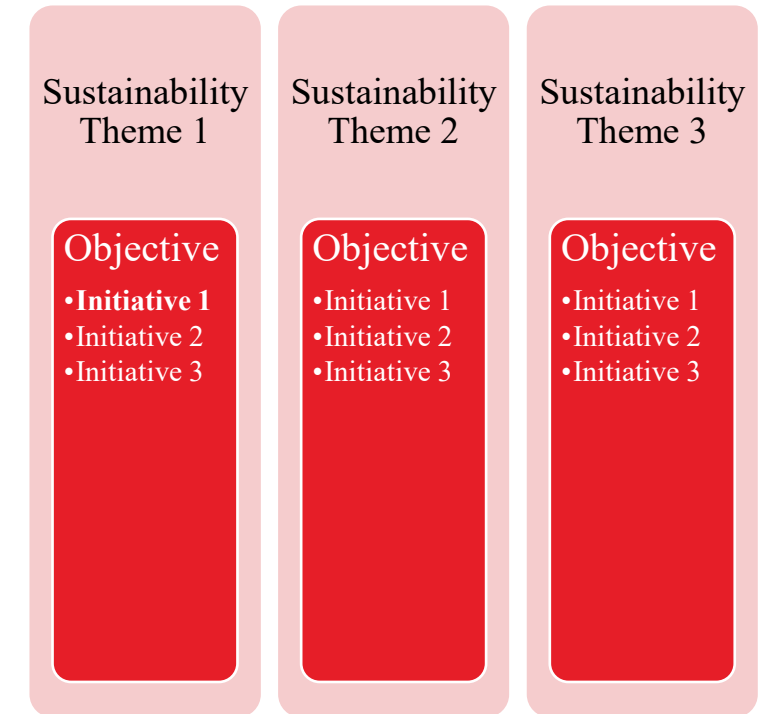 Sustainability
Theme 1
Objective
•Initiative 1
•Initiative 2
•Initiative 3
Sustainability
Theme 2
Objective
•Initiative 1
•Initiative 2
•Initiative 3
Sustainability
Theme 3
Objective
•Initiative 1
•Initiative 2
•Initiative 3